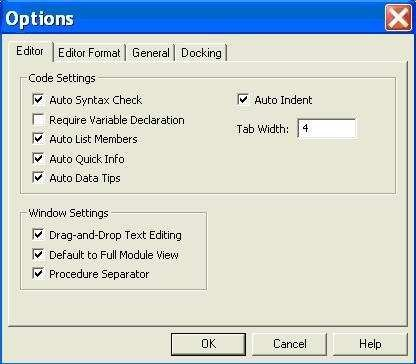 Options
Editor Editor Format General Docking
Code Settings
Auto Syntax Check Auto Indent
Require Variable Declaration Tab Width: 4
Auto List Members
Auto Quick Info
Auto Data Tips
Window Settings
Drag-and-Drop Text Editing
Default to Full Module View
Procedure Separator
OK Cancel Help